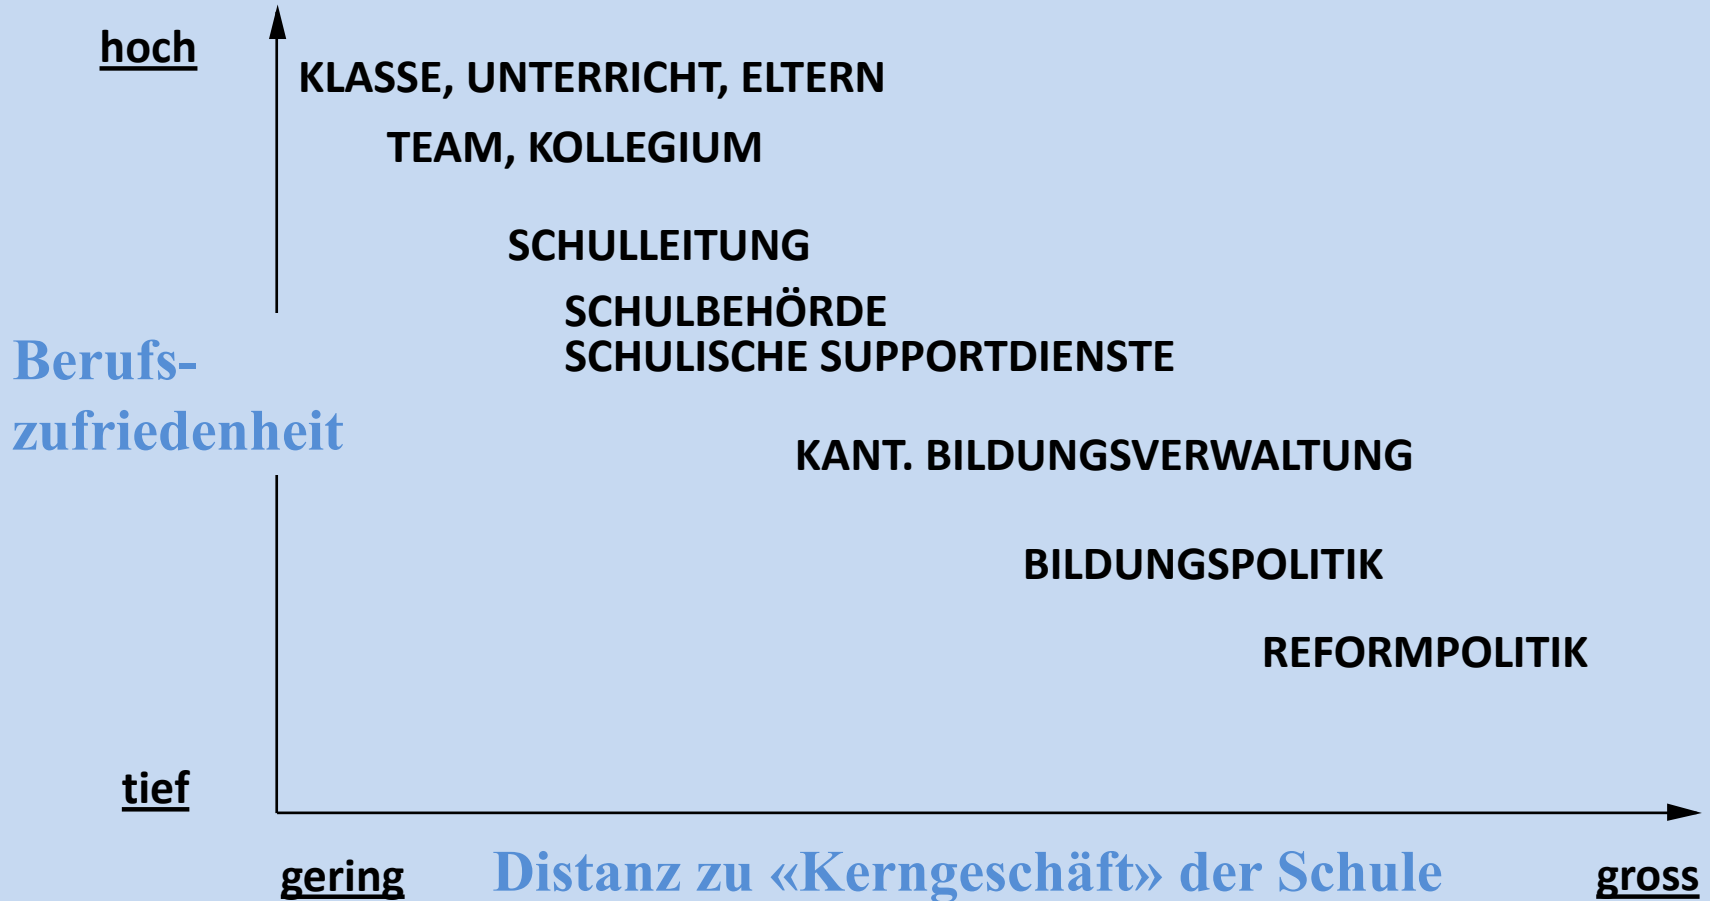 hoch
KLASSE, UNTERRICHT, ELTERN
TEAM, KOLLEGIUM
SCHULLEITUNG
SCHULBEHÖRDE
SCHULISCHE SUPPORTDIENSTE
Berufs-
zufriedenheit
KANT. BILDUNGSVERWALTUNG
BILDUNGSPOLITIK
REFORMPOLITIK
tief
gering Distanz zu «Kerngeschäft» der Schule gross